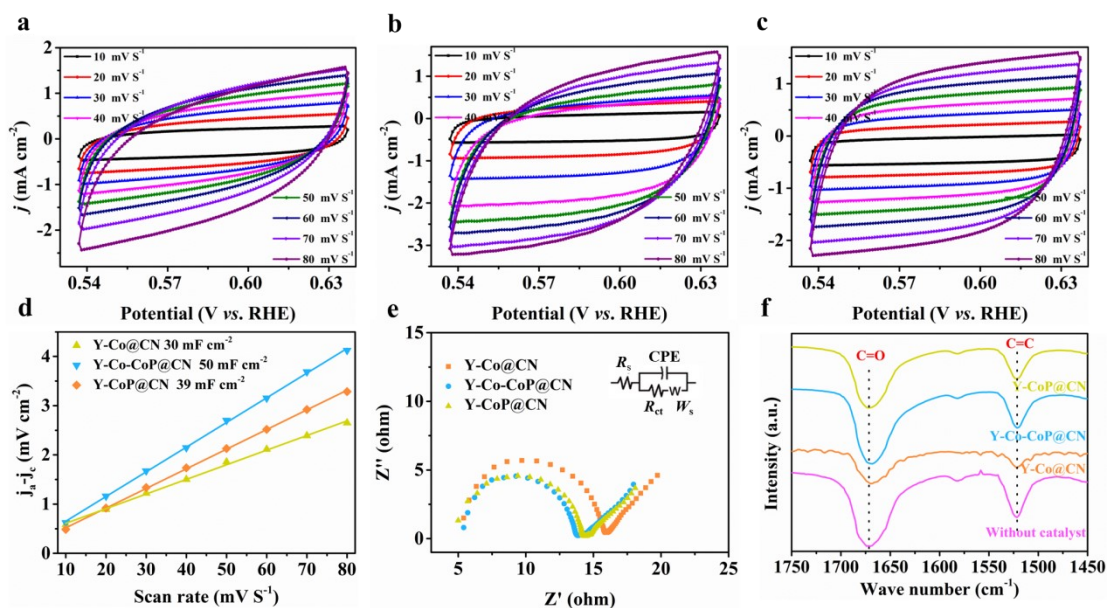 a
2
1
0
-1
-2
j (mA cm⁻²)
10 mV S⁻¹
20 mV S⁻¹
30 mV S⁻¹
40 mV S⁻¹
50 mV S⁻¹
60 mV S⁻¹
70 mV S⁻¹
80 mV S⁻¹
0.54 0.57 0.60 0.63
Potential (V vs. RHE)
b
1
0
-1
-2
-3
j (mA cm⁻²)
10 mV S⁻¹
20 mV S⁻¹
30 mV S⁻¹
40 mV S⁻¹
50 mV S⁻¹
60 mV S⁻¹
70 mV S⁻¹
80 mV S⁻¹
0.54 0.57 0.60 0.63
Potential (V vs. RHE)
c
1
0
-1
-2
j (mA cm⁻²)
10 mV S⁻¹
20 mV S⁻¹
30 mV S⁻¹
40 mV S⁻¹
50 mV S⁻¹
60 mV S⁻¹
70 mV S⁻¹
80 mV S⁻¹
0.54 0.57 0.60 0.63
Potential (V vs. RHE)
d
4
3
2
1
0
jₐ-j꜀ (mV cm⁻²)
Y-Co@CN 30 mF cm⁻²
Y-Co-CoP@CN 50 mF cm⁻²
Y-CoP@CN 39 mF cm⁻²
10 20 30 40 50 60 70 80
Scan rate (mV S⁻¹)
e
15
10
5
0
Z'' (ohm)
Y-Co@CN
Y-Co-CoP@CN
Y-CoP@CN
CPE
Rs
Rct Ws
5 10 15 20 25
Z' (ohm)
f
Intensity (a.u.)
C=O
C=C
Y-CoP@CN
Y-Co-CoP@CN
Y-Co@CN
Without catalyst
1750 1700 1650 1600 1550 1500 1450
Wave number (cm⁻¹)